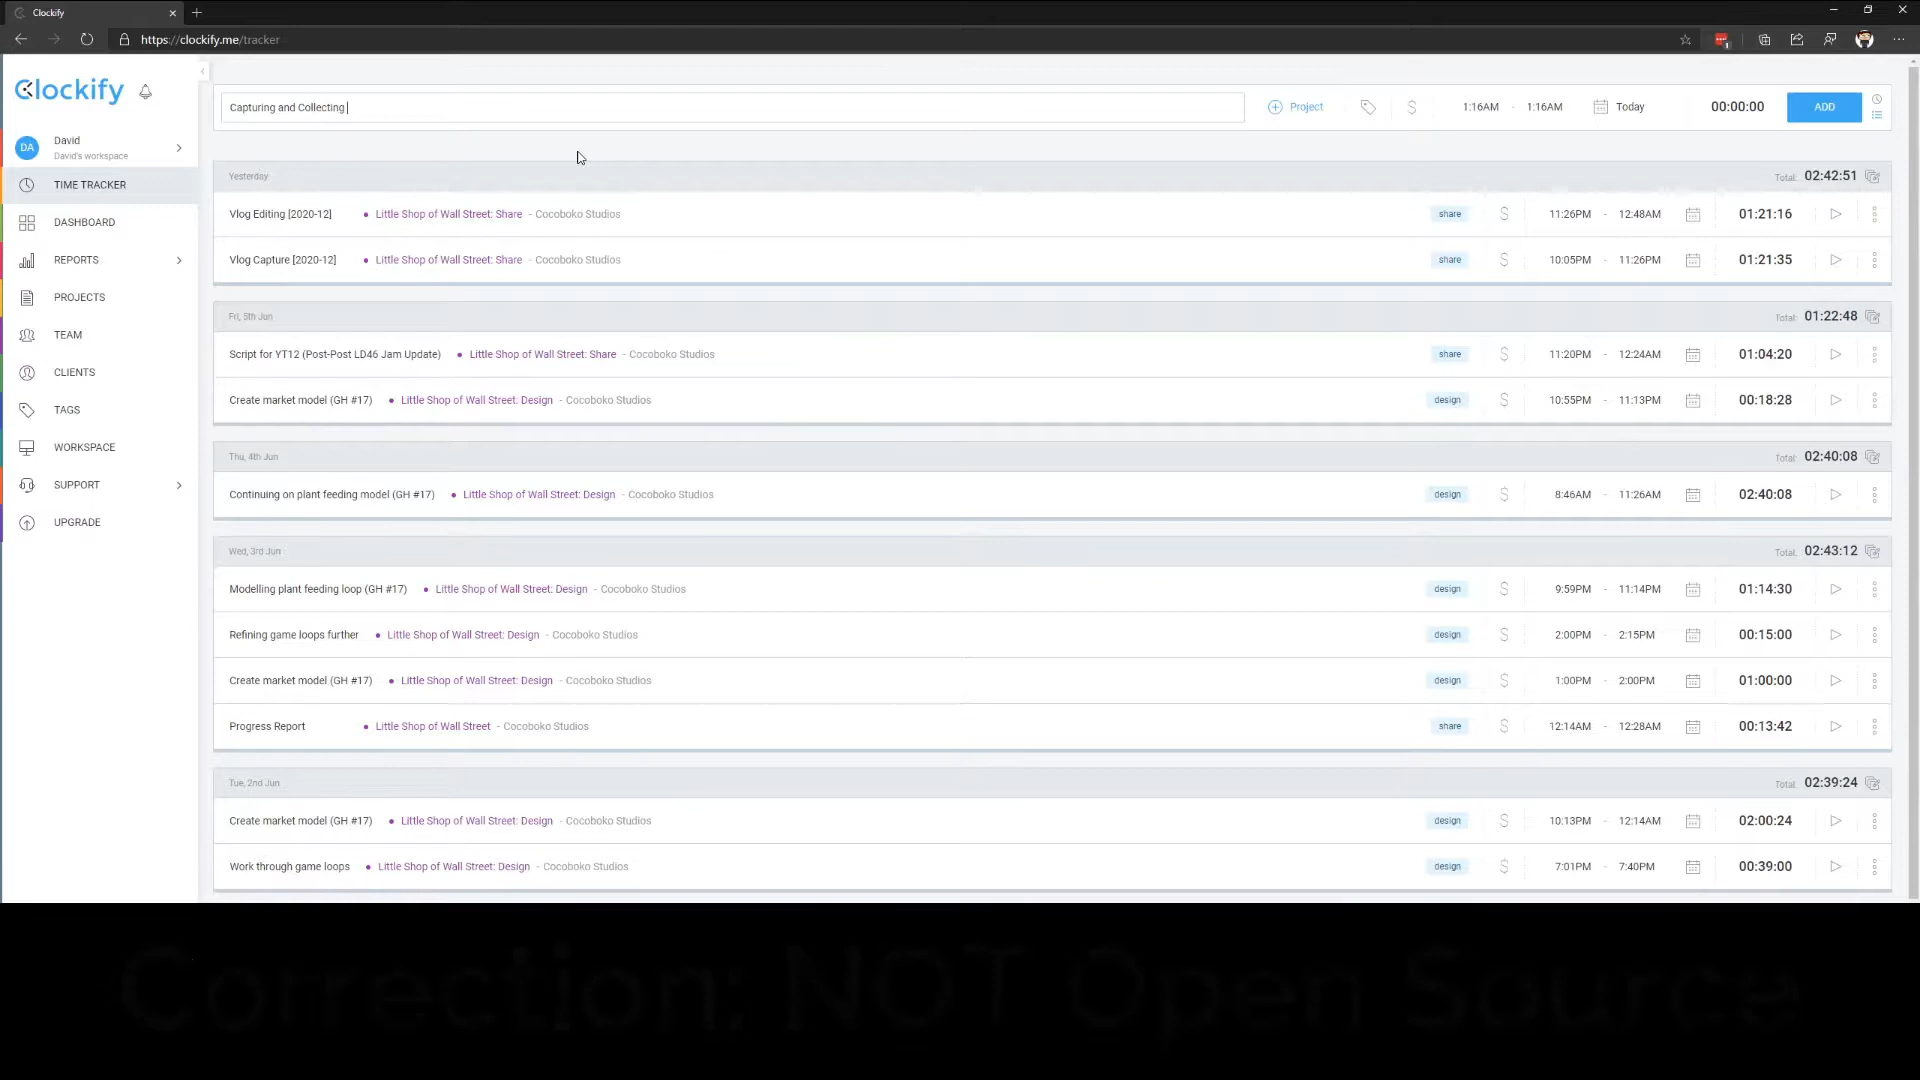 Clockify
https://clockify.me/tracker
1
Clockify
DA
David
David's workspace
TIME TRACKER
DASHBOARD
REPORTS
PROJECTS
TEAM
CLIENTS
TAGS
WORKSPACE
SUPPORT
UPGRADE
Capturing and Collecting Project $ 1:16AM - 1:16AM Today 00:00:00 ADD
Yesterday Total: 02:42:51
Vlog Editing [2020-12] • Little Shop of Wall Street: Share - Cocoboko Studios share $ 11:26PM - 12:48AM 01:21:16
Vlog Capture [2020-12] • Little Shop of Wall Street: Share - Cocoboko Studios share $ 10:05PM - 11:26PM 01:21:35
Fri, 5th Jun Total: 01:22:48
Script for YT12 (Post-Post LD46 Jam Update) • Little Shop of Wall Street: Share - Cocoboko Studios share $ 11:20PM - 12:24AM 01:04:20
Create market model (GH #17) • Little Shop of Wall Street: Design - Cocoboko Studios design $ 10:55PM - 11:13PM 00:18:28
Thu, 4th Jun Total: 02:40:08
Continuing on plant feeding model (GH #17) • Little Shop of Wall Street: Design - Cocoboko Studios design $ 8:46AM - 11:26AM 02:40:08
Wed, 3rd Jun Total: 02:43:12
Modelling plant feeding loop (GH #17) • Little Shop of Wall Street: Design - Cocoboko Studios design $ 9:59PM - 11:14PM 01:14:30
Refining game loops further • Little Shop of Wall Street: Design - Cocoboko Studios design $ 2:00PM - 2:15PM 00:15:00
Create market model (GH #17) • Little Shop of Wall Street: Design - Cocoboko Studios design $ 1:00PM - 2:00PM 01:00:00
Progress Report • Little Shop of Wall Street - Cocoboko Studios share $ 12:14AM - 12:28AM 00:13:42
Tue, 2nd Jun Total: 02:39:24
Create market model (GH #17) • Little Shop of Wall Street: Design - Cocoboko Studios design $ 10:13PM - 12:14AM 02:00:24
Work through game loops • Little Shop of Wall Street: Design - Cocoboko Studios design $ 7:01PM - 7:40PM 00:39:00
Correction: NOT Open Source